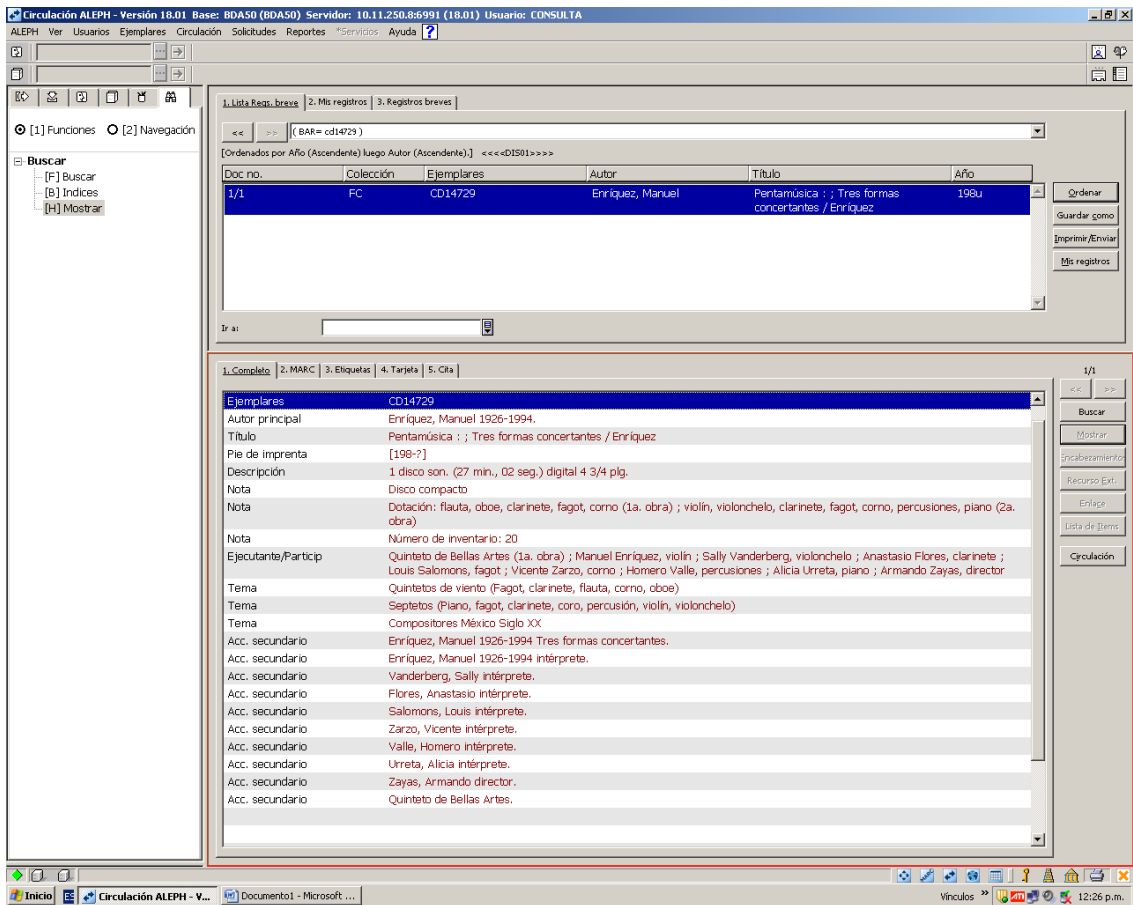 Circulación ALEPH - Versión 18.01 Base: BDA50 (BDA50) Servidor: 10.11.250.8:6991 (18.01) Usuario: CONSULTA
ALEPH Ver Usuarios Ejemplares Circulación Solicitudes Reportes *Servicios Ayuda ?
[1] Funciones [2] Navegación
Buscar
[F] Buscar
[B] Indices
[H] Mostrar
1. Lista Regs. breve 2. Mis registros 3. Registros breves
<< >> ( BAR= cd14729 )
[Ordenados por Año (Ascendente) luego Autor (Ascendente).] <<<<DIS01>>>>
Doc no. Colección Ejemplares Autor Título Año
1/1 FC CD14729 Enríquez, Manuel Pentamúsica : ; Tres formas 198u
concertantes / Enríquez
Ordenar
Guardar como
Imprimir/Enviar
Mis registros
Ir a:
1. Completo 2. MARC 3. Etiquetas 4. Tarjeta 5. Cita
1/1
<< >>
Buscar
Mostrar
Encabezamientos
Recurso Ext.
Enlace
Lista de Items
Circulación
Ejemplares CD14729
Autor principal Enríquez, Manuel 1926-1994.
Título Pentamúsica : ; Tres formas concertantes / Enríquez
Pie de imprenta [198-?]
Descripción 1 disco son. (27 min., 02 seg.) digital 4 3/4 plg.
Nota Disco compacto
Nota Dotación: flauta, oboe, clarinete, fagot, corno (1a. obra) ; violín, violonchelo, clarinete, fagot, corno, percusiones, piano (2a.
obra)
Nota Número de inventario: 20
Ejecutante/Particip Quinteto de Bellas Artes (1a. obra) ; Manuel Enríquez, violín ; Sally Vanderberg, violonchelo ; Anastasio Flores, clarinete ;
Louis Salomons, fagot ; Vicente Zarzo, corno ; Homero Valle, percusiones ; Alicia Urreta, piano ; Armando Zayas, director
Tema Quintetos de viento (Fagot, clarinete, flauta, corno, oboe)
Tema Septetos (Piano, fagot, clarinete, coro, percusión, violín, violonchelo)
Tema Compositores México Siglo XX
Acc. secundario Enríquez, Manuel 1926-1994 Tres formas concertantes.
Acc. secundario Enríquez, Manuel 1926-1994 intérprete.
Acc. secundario Vanderberg, Sally intérprete.
Acc. secundario Flores, Anastasio intérprete.
Acc. secundario Salomons, Louis intérprete.
Acc. secundario Zarzo, Vicente intérprete.
Acc. secundario Valle, Homero intérprete.
Acc. secundario Urreta, Alicia intérprete.
Acc. secundario Zayas, Armando director.
Acc. secundario Quinteto de Bellas Artes.
Inicio ES Circulación ALEPH - V... Documento1 - Microsoft ... Vínculos » 12:26 p.m.